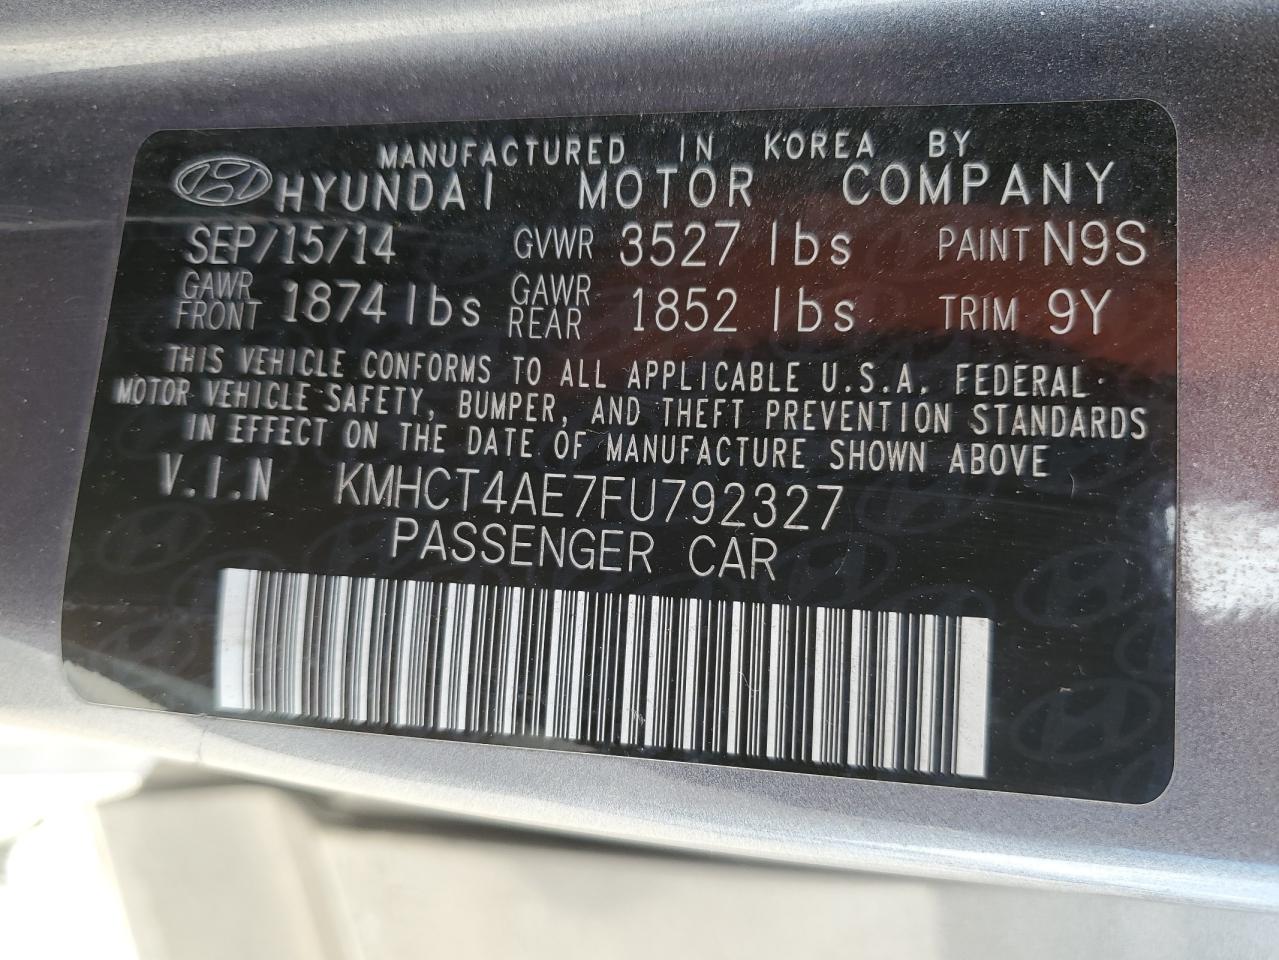 MANUFACTURED IN KOREA BY
HYUNDAI MOTOR COMPANY
SEP/15/14 GVWR 3527 lbs PAINT N9S
GAWR FRONT 1874 lbs GAWR REAR 1852 lbs TRIM 9Y
THIS VEHICLE CONFORMS TO ALL APPLICABLE U.S.A. FEDERAL
MOTOR VEHICLE SAFETY, BUMPER, AND THEFT PREVENTION STANDARDS
IN EFFECT ON THE DATE OF MANUFACTURE SHOWN ABOVE
V.I.N KMHCT4AE7FU792327
PASSENGER CAR